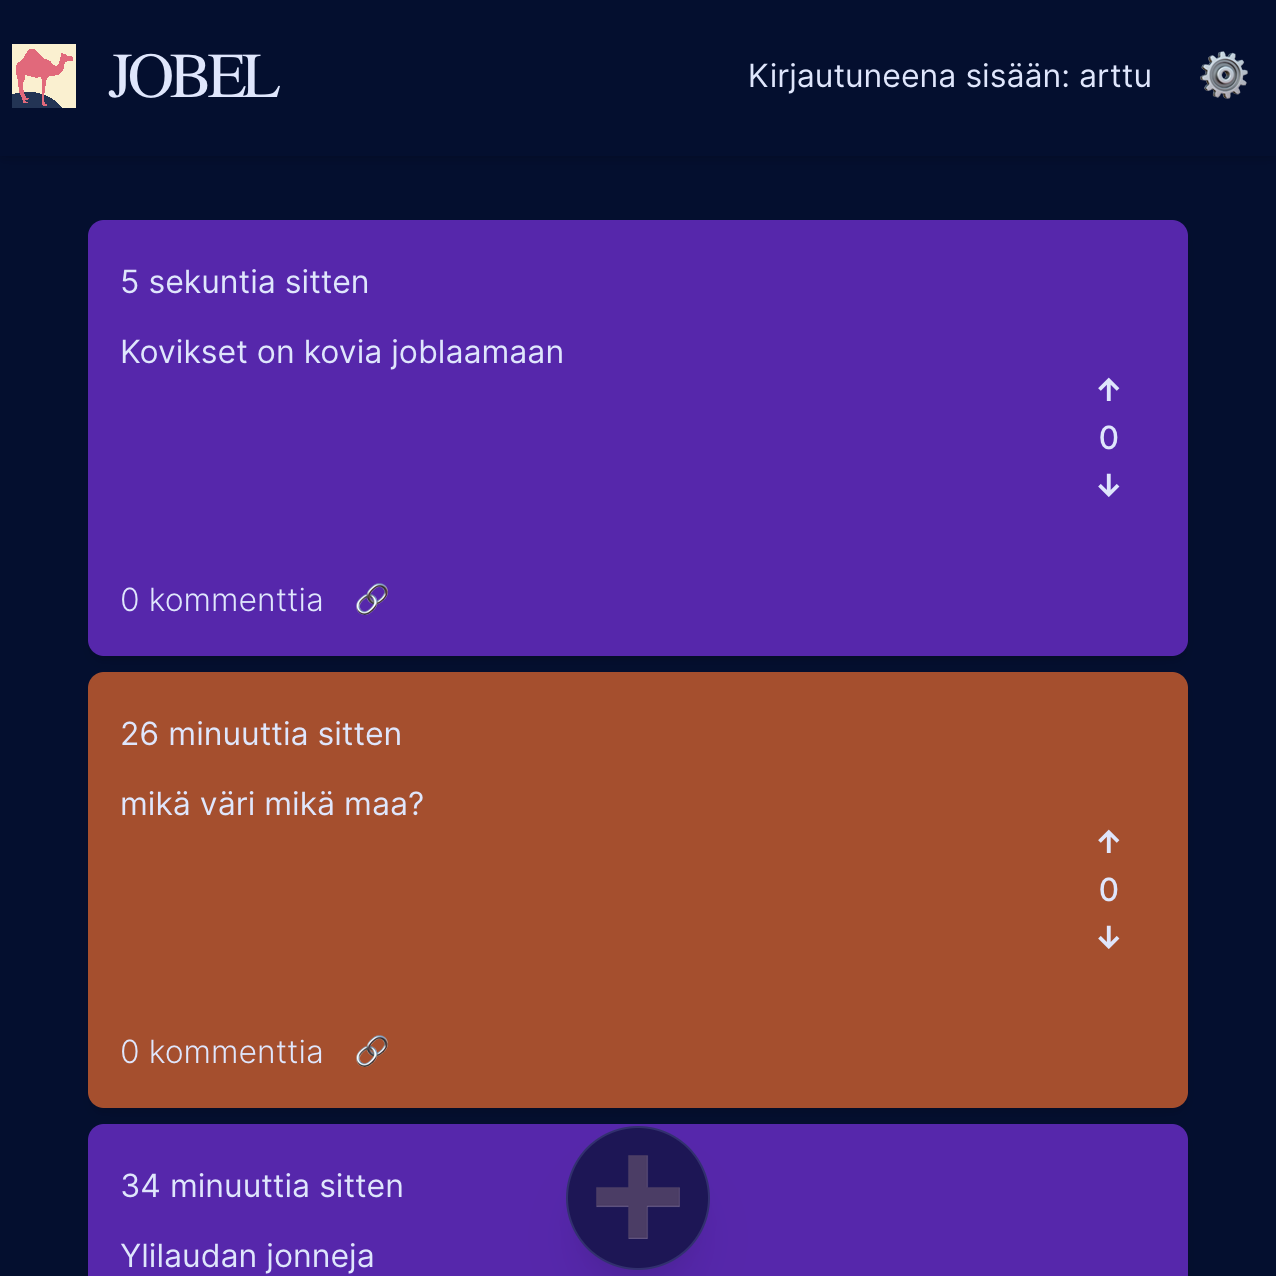 JOBEL
Kirjautuneena sisään: arttu
5 sekuntia sitten
Kovikset on kovia joblaamaan
↑
0
↓
0 kommenttia
26 minuuttia sitten
mikä väri mikä maa?
↑
0
↓
0 kommenttia
34 minuuttia sitten
Ylilaudan jonneja